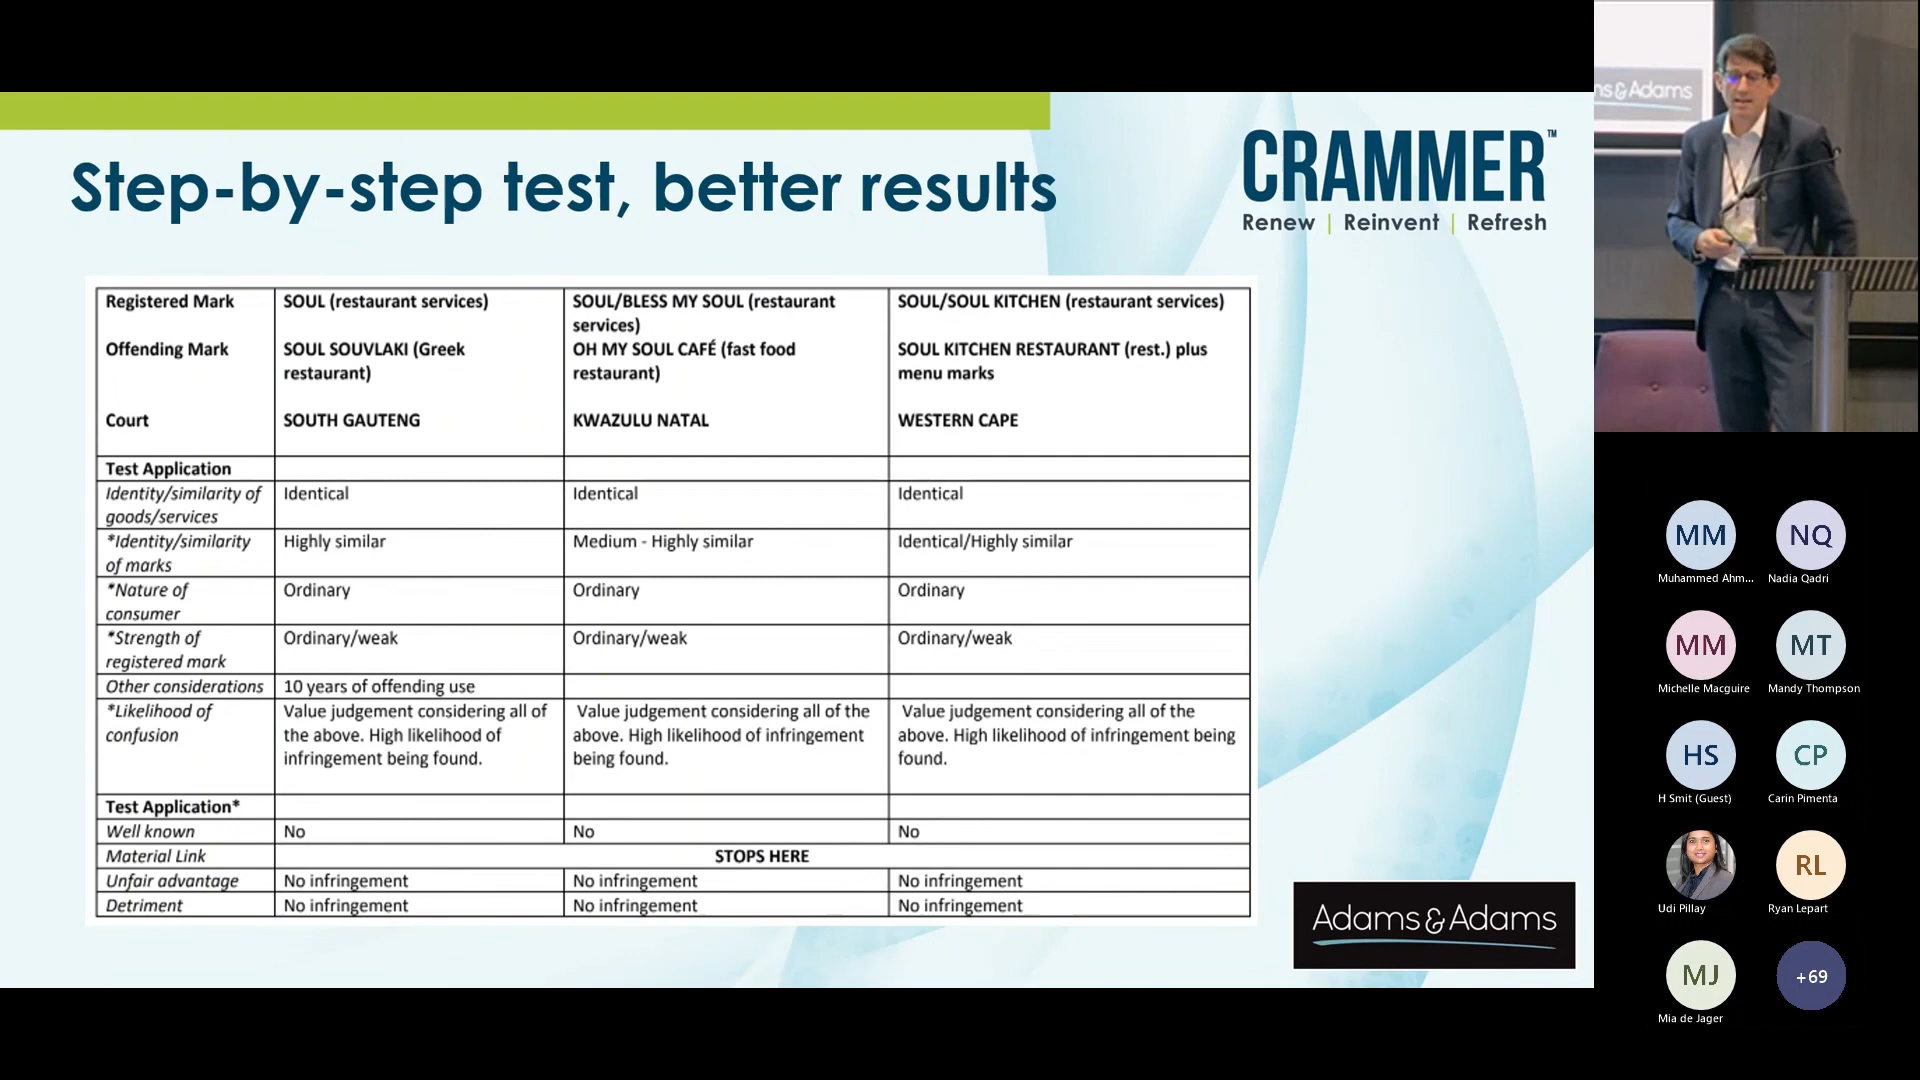 Step-by-step test, better results
CRAMMER™
Renew | Reinvent | Refresh
Registered Mark
SOUL (restaurant services)
SOUL/BLESS MY SOUL (restaurant
services)
SOUL/SOUL KITCHEN (restaurant services)
Offending Mark
SOUL SOUVLAKI (Greek
restaurant)
OH MY SOUL CAFÉ (fast food
restaurant)
SOUL KITCHEN RESTAURANT (rest.) plus
menu marks
Court
SOUTH GAUTENG
KWAZULU NATAL
WESTERN CAPE
Test Application
Identity/similarity of
goods/services
Identical
Identical
Identical
*Identity/similarity
of marks
Highly similar
Medium - Highly similar
Identical/Highly similar
*Nature of
consumer
Ordinary
Ordinary
Ordinary
*Strength of
registered mark
Ordinary/weak
Ordinary/weak
Ordinary/weak
Other considerations
10 years of offending use
*Likelihood of
confusion
Value judgement considering all of
the above. High likelihood of
infringement being found.
Value judgement considering all of the
above. High likelihood of infringement
being found.
Value judgement considering all of the
above. High likelihood of infringement being
found.
Test Application*
Well known
No
No
No
Material Link
STOPS HERE
Unfair advantage
No infringement
No infringement
No infringement
Detriment
No infringement
No infringement
No infringement
Adams & Adams
ns&Adams
MM
Muhammed Ahm...
NQ
Nadia Qadri
MM
Michelle Macguire
MT
Mandy Thompson
HS
H Smit (Guest)
CP
Carin Pimenta
Udi Pillay
RL
Ryan Lepart
MJ
Mia de Jager
+69